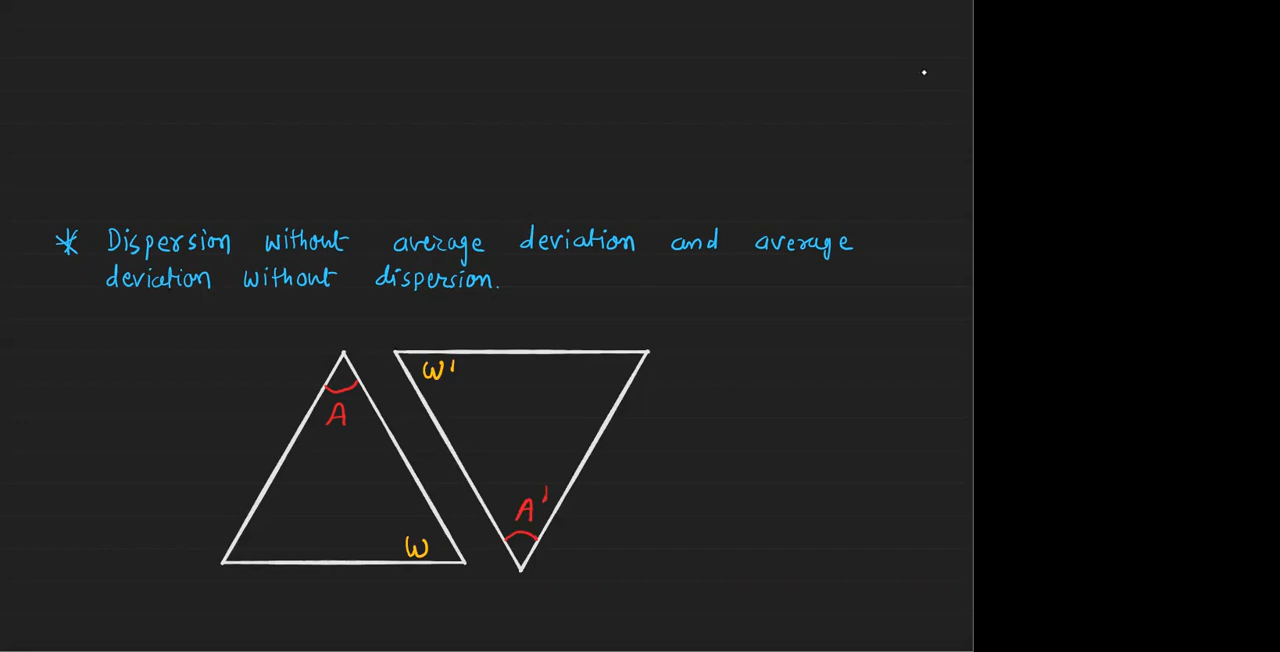 * Dispersion without average deviation and average
deviation without dispersion.
ω'
A
A'
ω